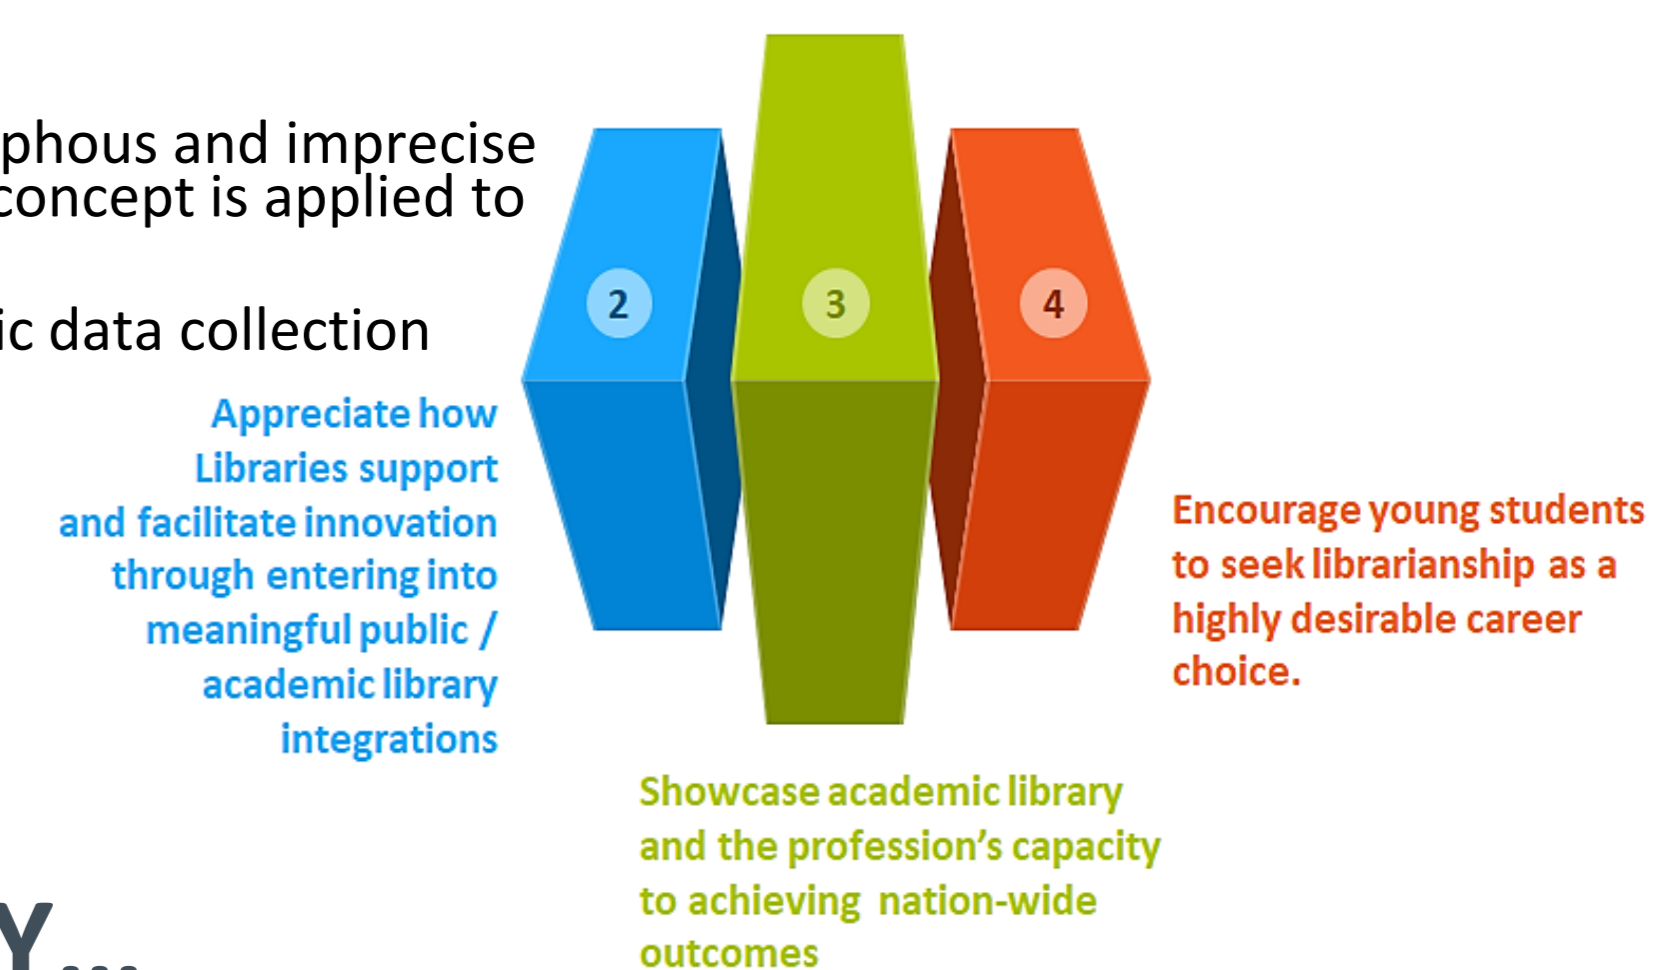 phous and imprecise
concept is applied to
ic data collection
2
3
4
Appreciate how
Libraries support
and facilitate innovation
through entering into
meaningful public /
academic library
integrations
Encourage young students
to seek librarianship as a
highly desirable career
choice.
Showcase academic library
and the profession's capacity
to achieving nation-wide
outcomes
Y...